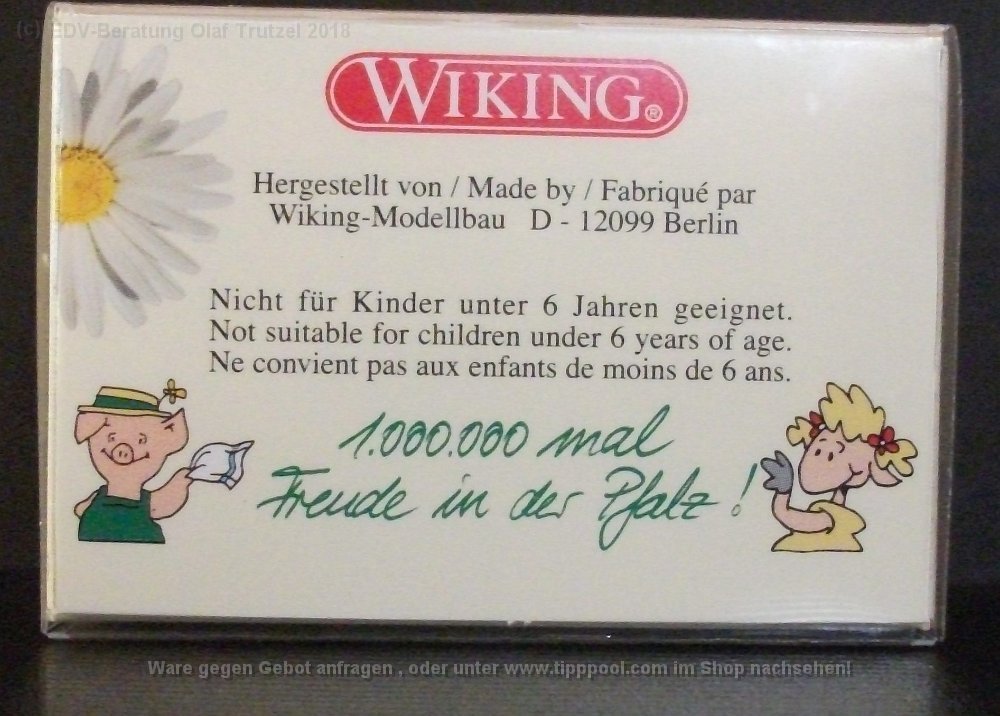 (c) EDV-Beratung Olaf Trutzel 2018
WIKING®
Hergestellt von / Made by / Fabriqué par
Wiking-Modellbau D - 12099 Berlin
Nicht für Kinder unter 6 Jahren geeignet.
Not suitable for children under 6 years of age.
Ne convient pas aux enfants de moins de 6 ans.
1.000.000 mal
Freude in der Pfalz!
Ware gegen Gebot anfragen , oder unter www.tipppool.com im Shop nachsehen!